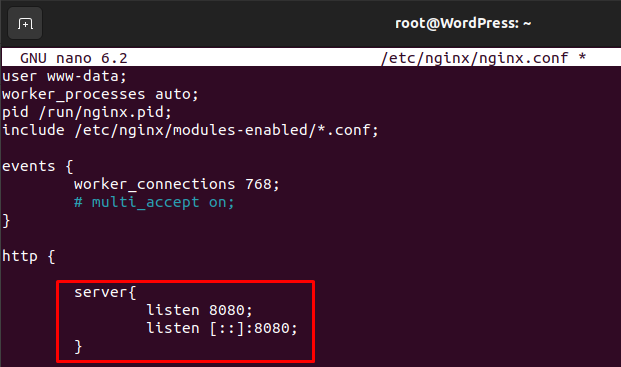 root@WordPress: ~
GNU nano 6.2 /etc/nginx/nginx.conf *
user www-data;
worker_processes auto;
pid /run/nginx.pid;
include /etc/nginx/modules-enabled/*.conf;
events {
worker_connections 768;
# multi_accept on;
}
http {
server{
listen 8080;
listen [::]:8080;
}